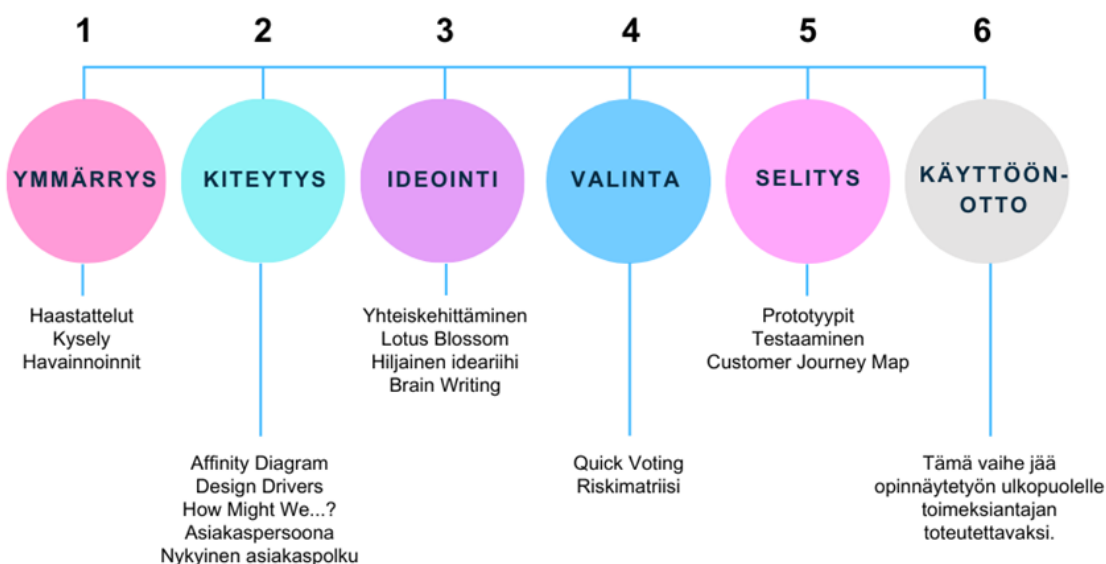 1
2
3
4
5
6
YMMÄRRYS
KITEYTYS
IDEOINTI
VALINTA
SELITYS
KÄYTTÖÖN-
OTTO
Haastattelut
Kysely
Havainnoinnit
Affinity Diagram
Design Drivers
How Might We...?
Asiakaspersoona
Nykyinen asiakaspolku
Yhteiskehittäminen
Lotus Blossom
Hiljainen ideariihi
Brain Writing
Quick Voting
Riskimatriisi
Prototyypit
Testaaminen
Customer Journey Map
Tämä vaihe jää
opinnäytetyön ulkopuolelle
toimeksiantajan
toteutettavaksi.